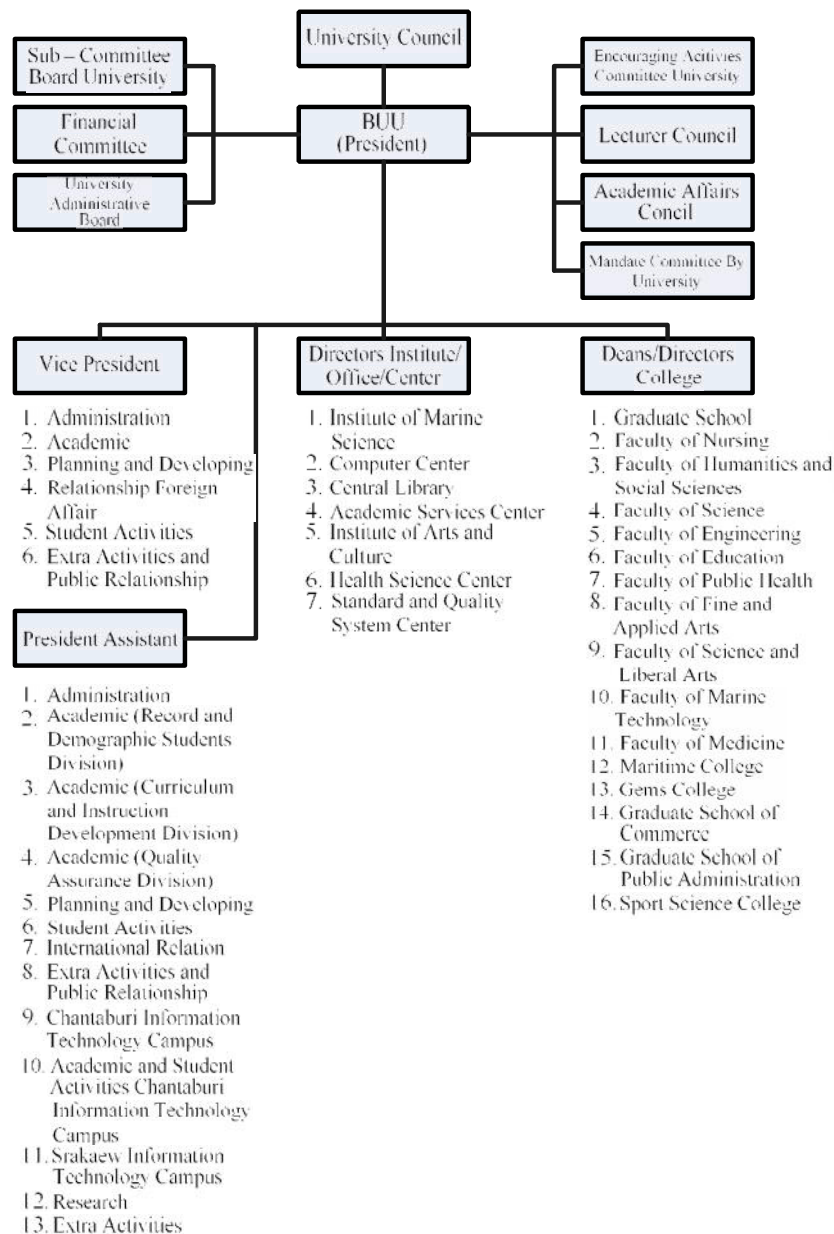 University Council
Sub – Committee
Board University
Financial
Committee
University
Administrative
Board
BUU
(President)
Encouraging Acitivies
Committee University
Lecturer Council
Academic Affairs
Concil
Mandate Committee By
University
Vice President
1. Administration
2. Academic
3. Planning and Developing
4. Relationship Foreign
Affair
5. Student Activities
6. Extra Activities and
Public Relationship
President Assistant
1. Administration
2. Academic (Record and
Demographic Students
Division)
3. Academic (Curriculum
and Instruction
Development Division)
4. Academic (Quality
Assurance Division)
5. Planning and Developing
6. Student Activities
7. International Relation
8. Extra Activities and
Public Relationship
9. Chantaburi Information
Technology Campus
10. Academic and Student
Activities Chantaburi
Information Technology
Campus
11. Srakaew Information
Technology Campus
12. Research
13. Extra Activities
Directors Institute/
Office/Center
1. Institute of Marine
Science
2. Computer Center
3. Central Library
4. Academic Services Center
5. Institute of Arts and
Culture
6. Health Science Center
7. Standard and Quality
System Center
Deans/Directors
College
1. Graduate School
2. Faculty of Nursing
3. Faculty of Humanities and
Social Sciences
4. Faculty of Science
5. Faculty of Engineering
6. Faculty of Education
7. Faculty of Public Health
8. Faculty of Fine and
Applied Arts
9. Faculty of Science and
Liberal Arts
10. Faculty of Marine
Technology
11. Faculty of Medicine
12. Maritime College
13. Gems College
14. Graduate School of
Commerce
15. Graduate School of
Public Administration
16. Sport Science College